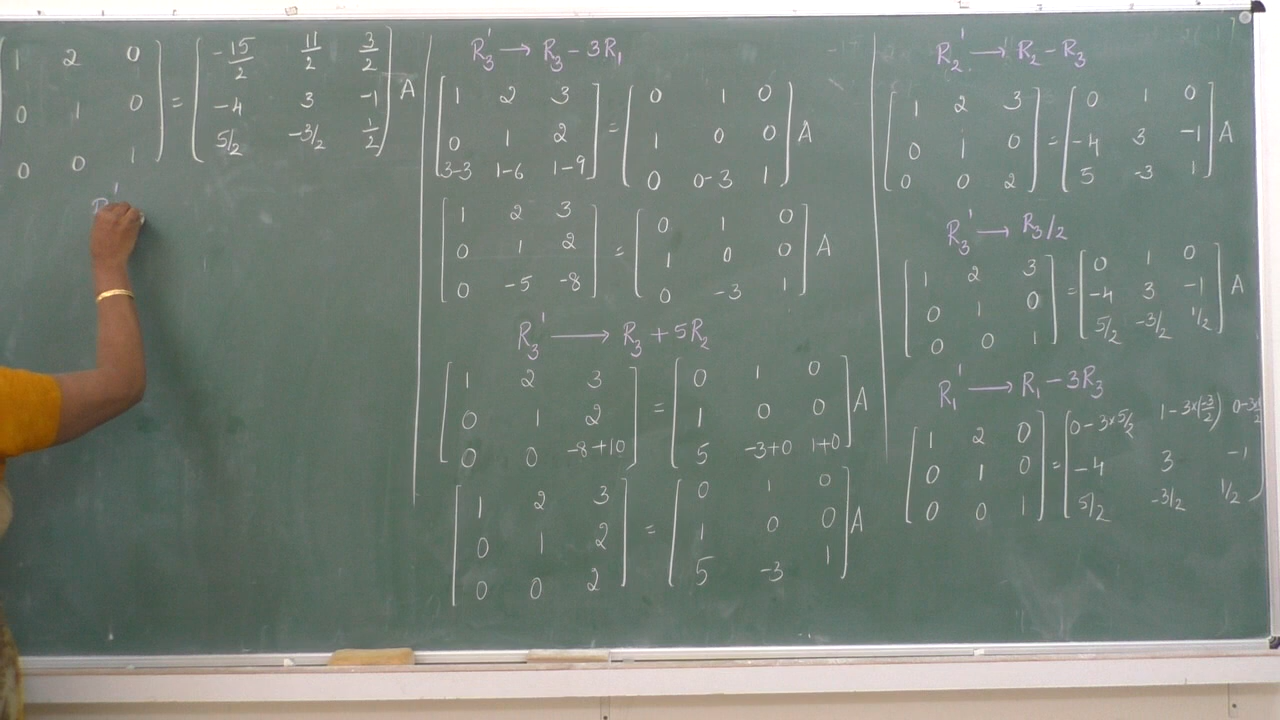 1 2 0 = -15/2 11/2 3/2
0 1 0 -4 3 -1 A
0 0 1 5/2 -3/2 1/2
R'
R₃' → R₃ - 3R₁
1 2 3 0 1 0
0 1 2 = 1 0 0 A
3-3 1-6 1-9 0 0-3 1
1 2 3 0 1 0
0 1 2 = 1 0 0 A
0 -5 -8 0 -3 1
R₃' → R₃ + 5R₂
1 2 3 0 1 0
0 1 2 = 1 0 0 A
0 0 -8+10 5 -3+0 1+0
1 2 3 0 1 0
0 1 2 = 1 0 0 A
0 0 2 5 -3 1
R₂' → R₂ - R₃
1 2 3 0 1 0
0 1 0 = -4 3 -1 A
0 0 2 5 -3 1
R₃' → R₃/2
1 2 3 0 1 0
0 1 0 = -4 3 -1 A
0 0 1 5/2 -3/2 1/2
R₁' → R₁ - 3R₃
1 2 0 0-3×5/2 1-3×(-3/2) 0-3×1/2
0 1 0 = -4 3 -1
0 0 1 5/2 -3/2 1/2